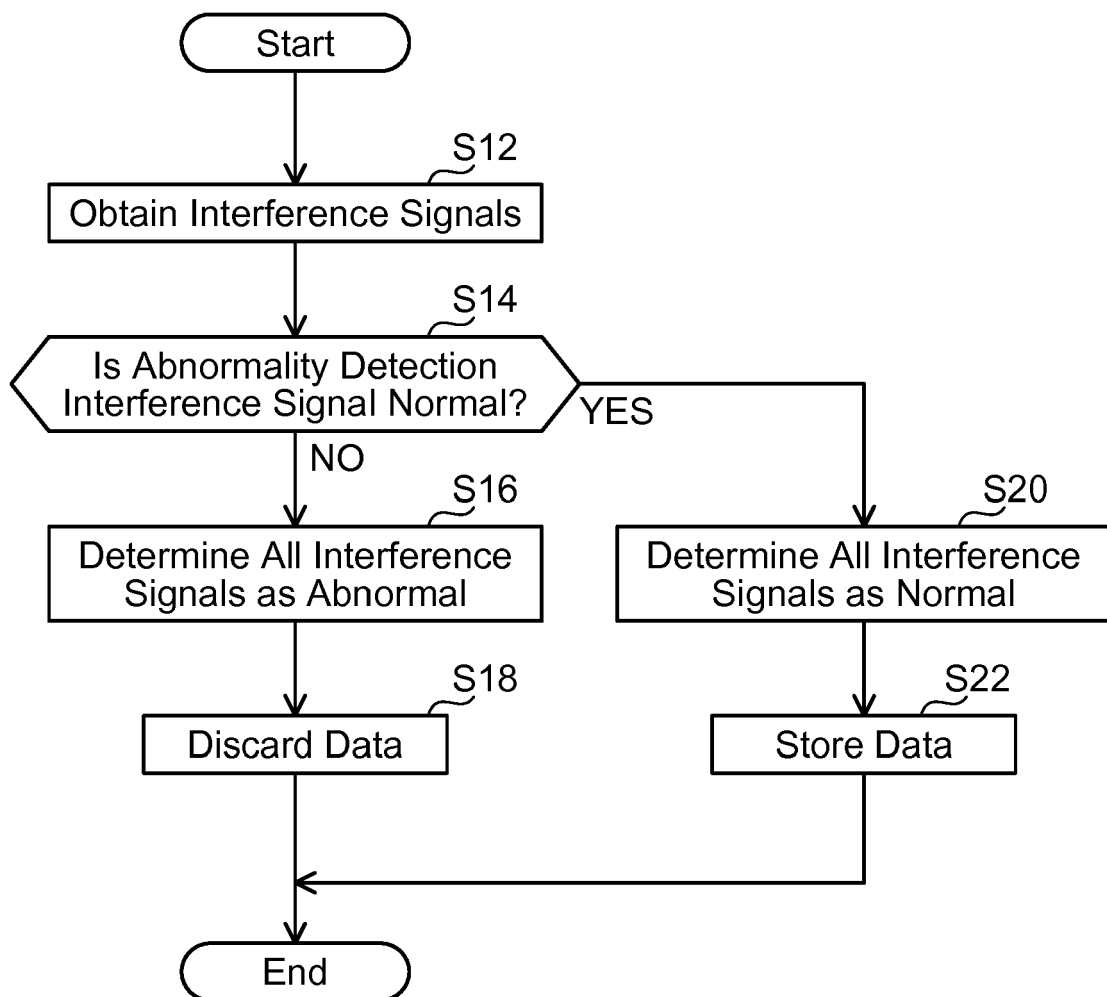 Start
S12
Obtain Interference Signals
S14
Is Abnormality Detection
Interference Signal Normal?
YES
NO
S16
Determine All Interference
Signals as Abnormal
S20
Determine All Interference
Signals as Normal
S18
Discard Data
S22
Store Data
End